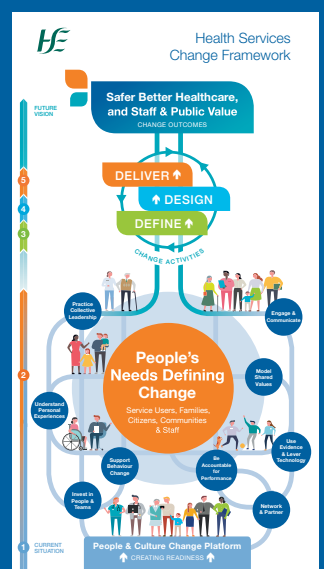 HE
Health Services
Change Framework
FUTURE
VISION
Safer Better Healthcare,
and Staff & Public Value
CHANGE OUTCOMES
5
DELIVER
4
DESIGN
3
DEFINE
CHANGE ACTIVITIES
Practice
Collective
Leadership
Engage &
Communicate
People's
Needs Defining
Change
Service Users, Families,
Citizens, Communities
& Staff
2
Model
Shared
Values
Understand
Personal
Experiences
Use
Evidence
& Lever
Technology
Support
Behaviour
Change
Be
Accountable
for
Performance
Invest in
People &
Teams
Network
& Partner
1
CURRENT
SITUATION
People & Culture Change Platform
CREATING READINESS